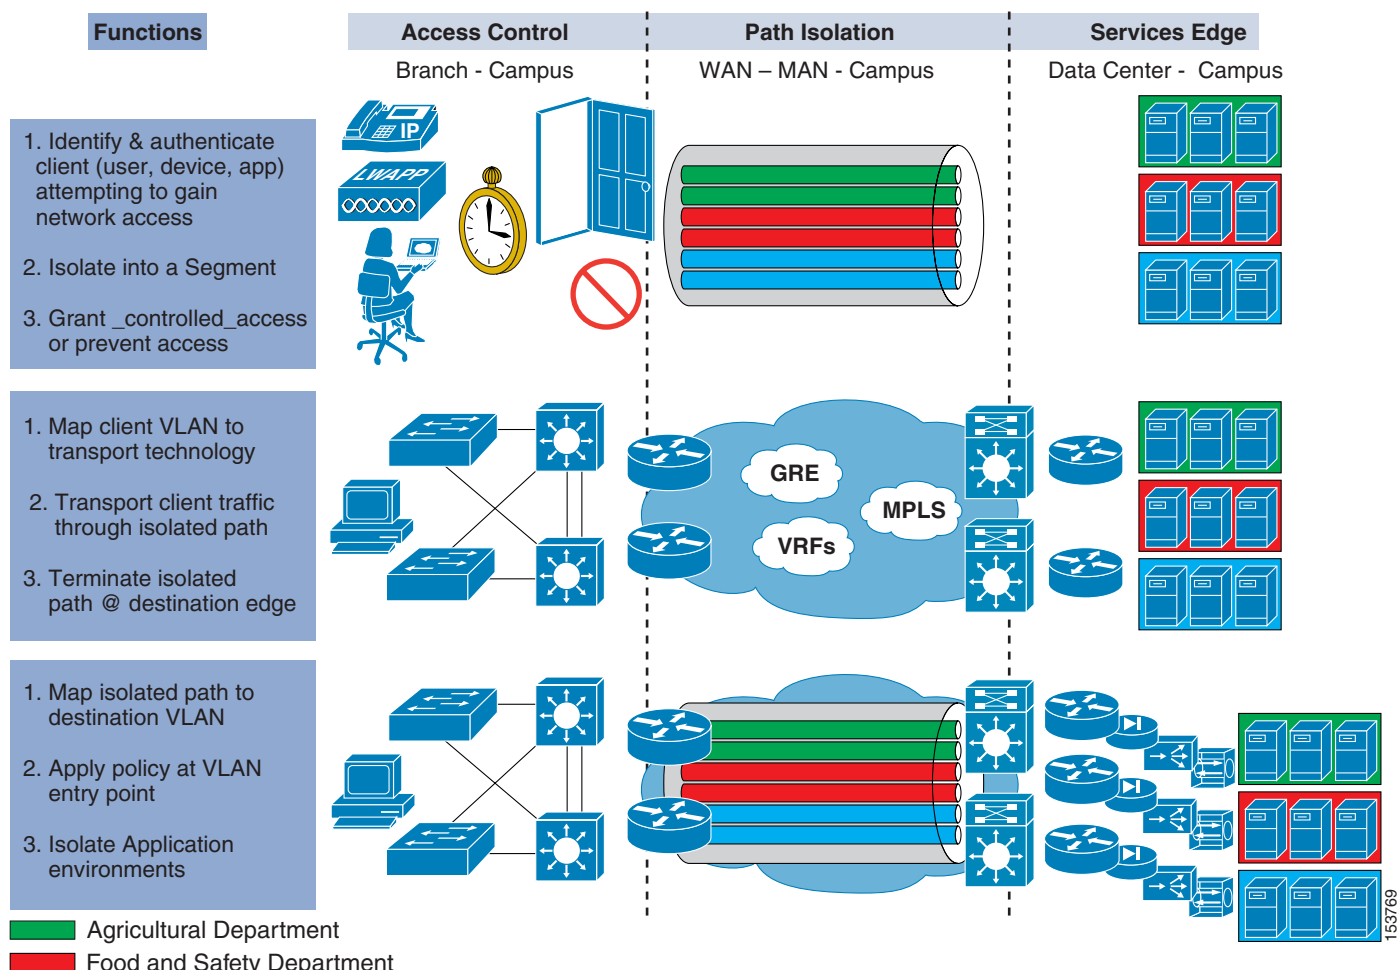 Functions
Access Control
Path Isolation
Services Edge
Branch - Campus
WAN – MAN - Campus
Data Center - Campus
1. Identify & authenticate
client (user, device, app)
attempting to gain
network access
2. Isolate into a Segment
3. Grant _controlled_access
or prevent access
IP
LWAPP
1. Map client VLAN to
transport technology
2. Transport client traffic
through isolated path
3. Terminate isolated
path @ destination edge
GRE
MPLS
VRFs
1. Map isolated path to
destination VLAN
2. Apply policy at VLAN
entry point
3. Isolate Application
environments
153769
Agricultural Department
Food and Safety Department